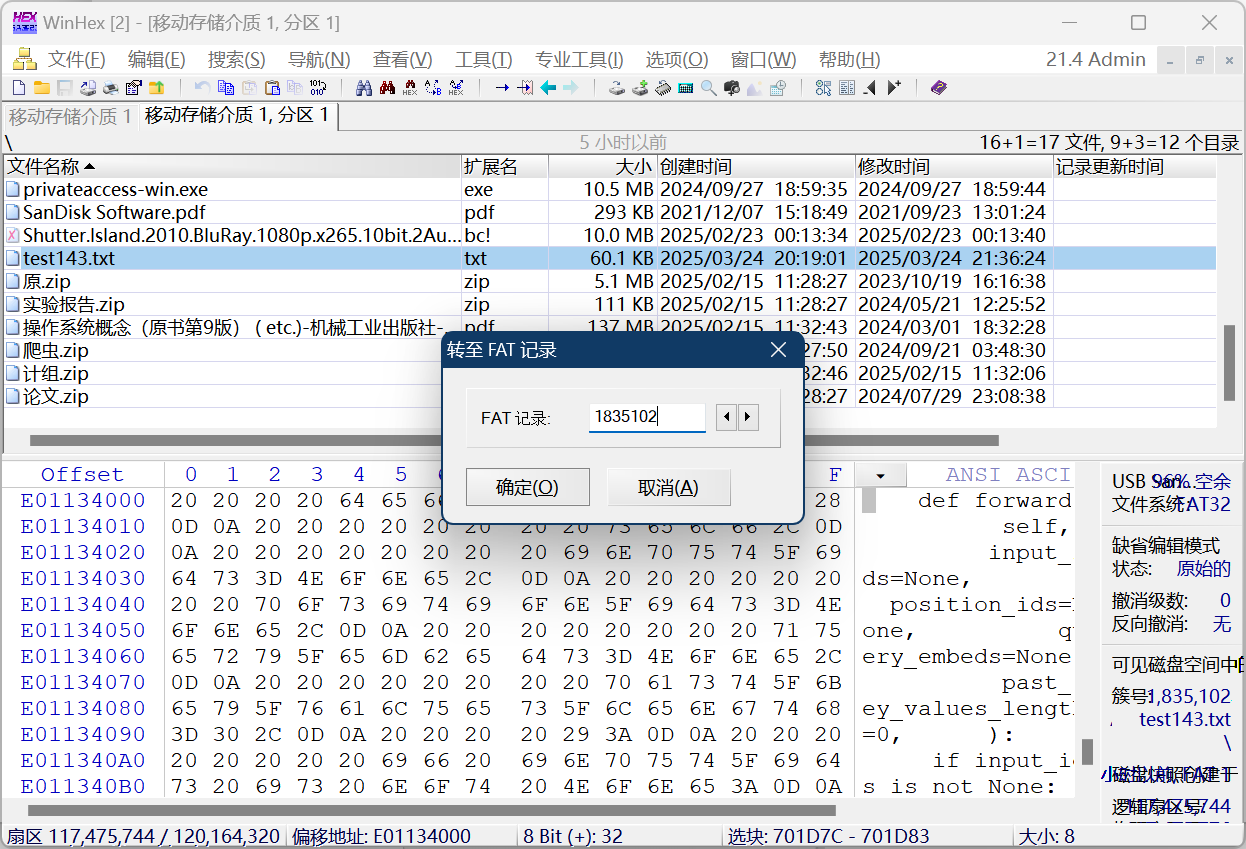 WinHex [2] - [移动存储介质 1, 分区 1]
文件(F) 编辑(E) 搜索(S) 导航(N) 查看(V) 工具(T) 专业工具(I) 选项(O) 窗口(W) 帮助(H) 21.4 Admin
移动存储介质 1 移动存储介质 1, 分区 1
\ 5 小时以前 16+1=17 文件, 9+3=12 个目录
文件名称 扩展名 大小 创建时间 修改时间 记录更新时间
privateaccess-win.exe exe 10.5 MB 2024/09/27 18:59:35 2024/09/27 18:59:44
SanDisk Software.pdf pdf 293 KB 2021/12/07 15:18:49 2021/09/23 13:01:24
Shutter.Island.2010.BluRay.1080p.x265.10bit.2Au... bc! 10.0 MB 2025/02/23 00:13:34 2025/02/23 00:13:40
test143.txt txt 60.1 KB 2025/03/24 20:19:01 2025/03/24 21:36:24
原.zip zip 5.1 MB 2025/02/15 11:28:27 2023/10/19 16:16:38
实验报告.zip zip 111 KB 2025/02/15 11:28:27 2024/05/21 12:25:52
操作系统概念（原书第9版） ( etc.)-机械工业出版社-... pdf 137 MB 2025/02/15 11:32:43 2024/03/01 18:32:28
爬虫.zip 27:50 2024/09/21 03:48:30
计组.zip 32:46 2025/02/15 11:32:06
论文.zip 28:27 2024/07/29 23:08:38
转至 FAT 记录
FAT 记录: 1835102
确定(O) 取消(A)
Offset 0 1 2 3 4 5 F ANSI ASCI
E01134000 20 20 20 20 64 65 66 28 def forward
E01134010 0D 0A 20 20 20 20 20 20 20 20 73 65 6C 66 2C 0D self,
E01134020 0A 20 20 20 20 20 20 20 20 69 6E 70 75 74 5F 69 input_
E01134030 64 73 3D 4E 6F 6E 65 2C 0D 0A 20 20 20 20 20 20 ds=None,
E01134040 20 20 70 6F 73 69 74 69 6F 6E 5F 69 64 73 3D 4E position_ids=
E01134050 6F 6E 65 2C 0D 0A 20 20 20 20 20 20 20 20 71 75 one, q
E01134060 65 72 79 5F 65 6D 62 65 64 73 3D 4E 6F 6E 65 2C ery_embeds=None
E01134070 0D 0A 20 20 20 20 20 20 20 20 70 61 73 74 5F 6B past_
E01134080 65 79 5F 76 61 6C 75 65 73 5F 6C 65 6E 67 74 68 ey_values_lengt
E01134090 3D 30 2C 0D 0A 20 20 20 20 29 3A 0D 0A 20 20 20 =0, ):
E011340A0 20 20 20 20 20 69 66 20 69 6E 70 75 74 5F 69 64 if input_i
E011340B0 73 20 69 73 20 6E 6F 74 20 4E 6F 6E 65 3A 0D 0A s is not None:
USB San... 96% 空余
文件系统: FAT32
缺省编辑模式
状态: 原始的
撤消级数: 0
反向撤消: 无
可见磁盘空间中的
簇号: 1,835,102
test143.txt
\
逻辑扇区号: 117,475,744
扇区 117,475,744 / 120,164,320 偏移地址: E01134000 8 Bit (+): 32 选块: 701D7C - 701D83 大小: 8